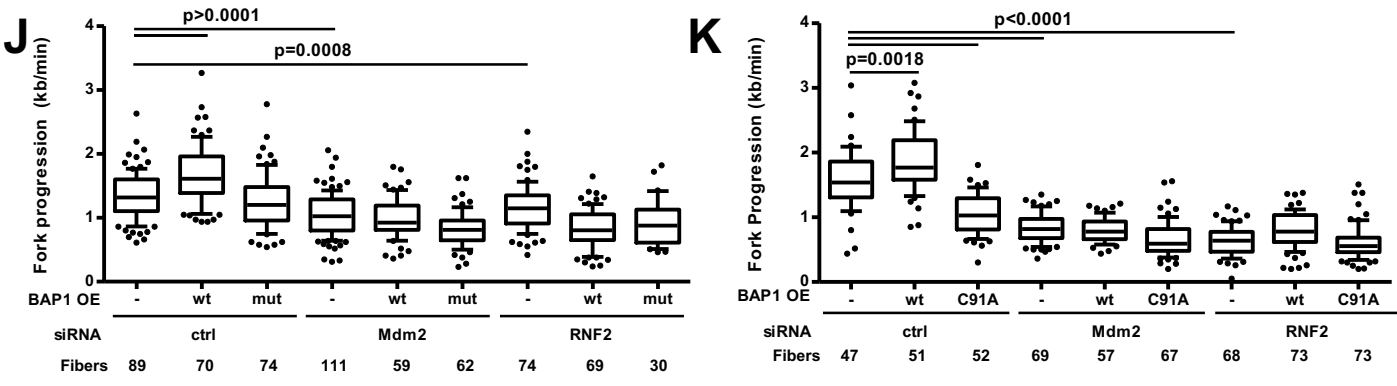 J
Fork progression (kb/min)
p>0.0001
p=0.0008
4
3
2
1
0
BAP1 OE - wt mut - wt mut - wt mut
siRNA ctrl Mdm2 RNF2
Fibers 89 70 74 111 59 62 74 69 30
K
Fork Progression (kb/min)
p<0.0001
p=0.0018
4
3
2
1
0
BAP1 OE - wt C91A - wt C91A - wt C91A
siRNA ctrl Mdm2 RNF2
Fibers 47 51 52 69 57 67 68 73 73